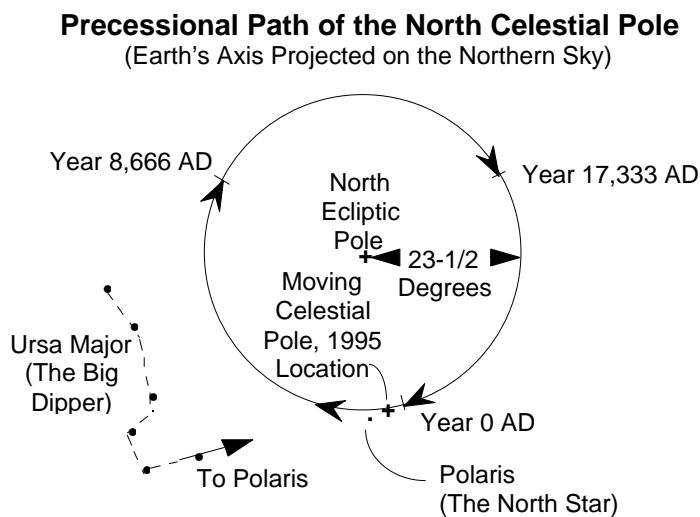 Precessional Path of the North Celestial Pole
(Earth's Axis Projected on the Northern Sky)
Year 8,666 AD
North
Ecliptic
Pole
Year 17,333 AD
23-1/2
Degrees
Moving
Celestial
Pole, 1995
Location
Ursa Major
(The Big
Dipper)
Year 0 AD
To Polaris
Polaris
(The North Star)